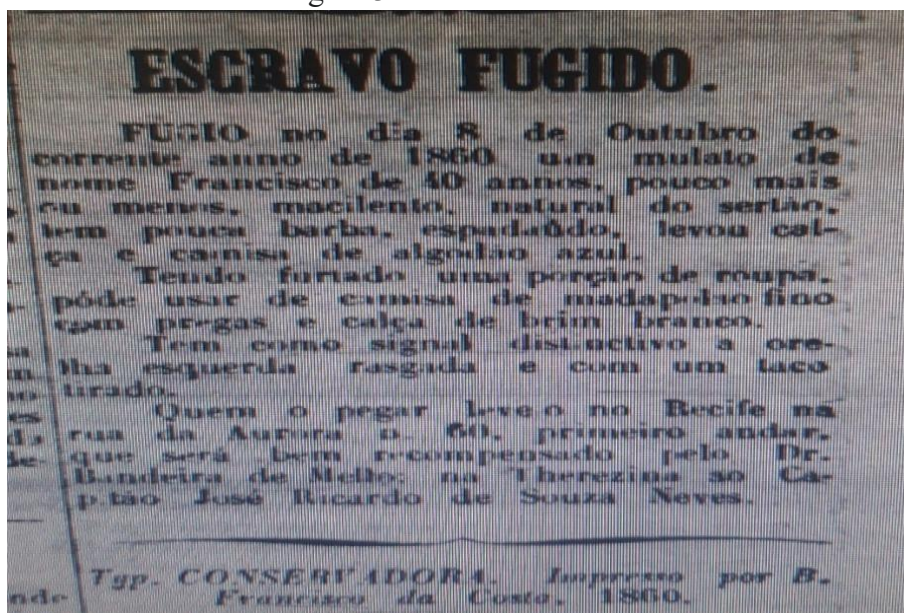 ESCRAVO FUGIDO.
FUGIO no dia 8 de Outubro do
corrente anno de 1860 um mulato de
nome Francisco de 40 annos, pouco mais
ou menos, macilento, natural do sertão,
tem pouca barba, espadaúdo, levou cal-
ça e camisa de algodão azul.
Tendo furtado uma porção de roupa,
póde usar de camisa de madapolão fino
com pregas e calça de brim branco.
Tem como signal distinctivo a ore-
lha esquerda rasgada e com um taco
tirado.
Quem o pegar leve-o no Recife na
rua da Aurora n. 60, primeiro andar,
que será bem recompensado pelo Dr.
Bandeira de Mello; na Therezina ao Ca-
pitão José Ricardo de Souza Neves.
Typ. CONSERVADORA. Impresso por B.
Francisco da Costa. 1860.